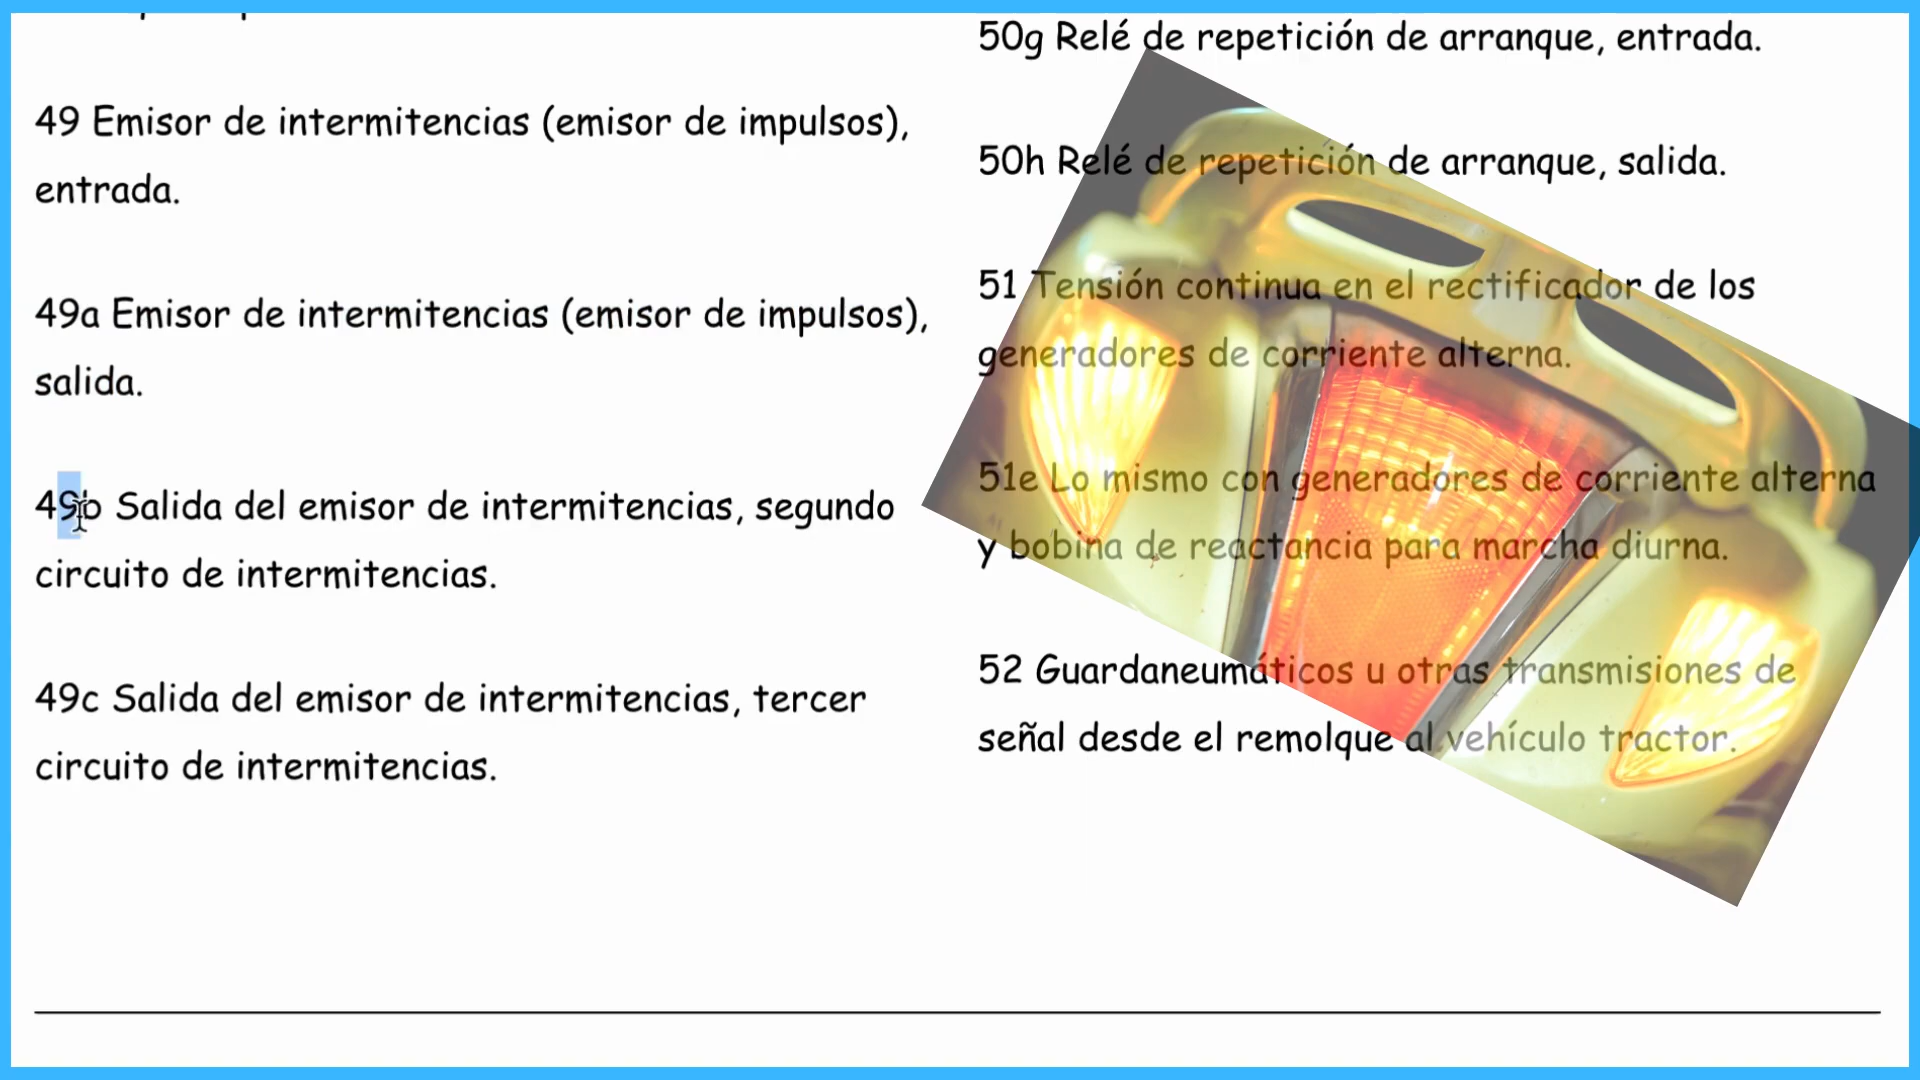 49 Emisor de intermitencias (emisor de impulsos),
entrada.
49a Emisor de intermitencias (emisor de impulsos),
salida.
49b Salida del emisor de intermitencias, segundo
circuito de intermitencias.
49c Salida del emisor de intermitencias, tercer
circuito de intermitencias.
50g Relé de repetición de arranque, entrada.
50h Relé de repetición de arranque, salida.
51 Tensión continua en el rectificador de los
generadores de corriente alterna.
51e Lo mismo con generadores de corriente alterna
y bobina de reactancia para marcha diurna.
52 Guardaneumáticos u otras transmisiones de
señal desde el remolque al vehículo tractor.